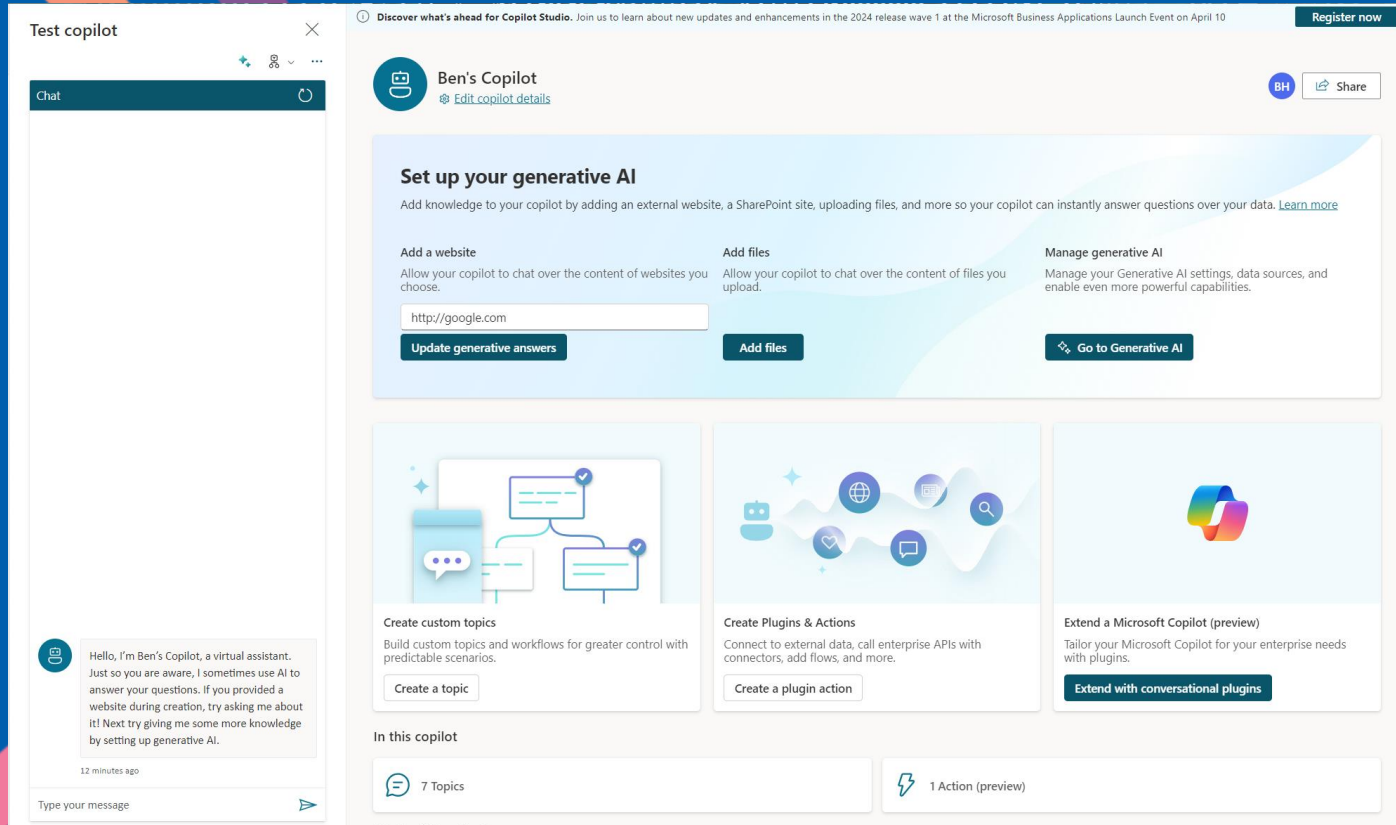 Test copilot
Chat
Hello, I'm Ben's Copilot, a virtual assistant.
Just so you are aware, I sometimes use AI to
answer your questions. If you provided a
website during creation, try asking me about
it! Next try giving me some more knowledge
by setting up generative AI.
12 minutes ago
Type your message
Discover what's ahead for Copilot Studio. Join us to learn about new updates and enhancements in the 2024 release wave 1 at the Microsoft Business Applications Launch Event on April 10
Register now
Ben's Copilot
Edit copilot details
BH
Share
Set up your generative AI
Add knowledge to your copilot by adding an external website, a SharePoint site, uploading files, and more so your copilot can instantly answer questions over your data. Learn more
Add a website
Allow your copilot to chat over the content of websites you
choose.
http://google.com
Update generative answers
Add files
Allow your copilot to chat over the content of files you
upload.
Add files
Manage generative AI
Manage your Generative AI settings, data sources, and
enable even more powerful capabilities.
Go to Generative AI
Create custom topics
Build custom topics and workflows for greater control with
predictable scenarios.
Create a topic
Create Plugins & Actions
Connect to external data, call enterprise APIs with
connectors, add flows, and more.
Create a plugin action
Extend a Microsoft Copilot (preview)
Tailor your Microsoft Copilot for your enterprise needs
with plugins.
Extend with conversational plugins
In this copilot
7 Topics
1 Action (preview)